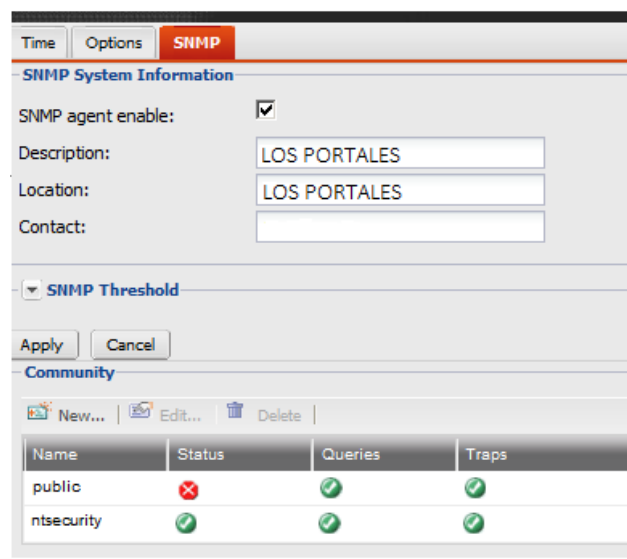 Time Options SNMP
SNMP System Information
SNMP agent enable:
Description: LOS PORTALES
Location: LOS PORTALES
Contact:
SNMP Threshold
Apply Cancel
Community
New... Edit... Delete
Name Status Queries Traps
public
ntsecurity